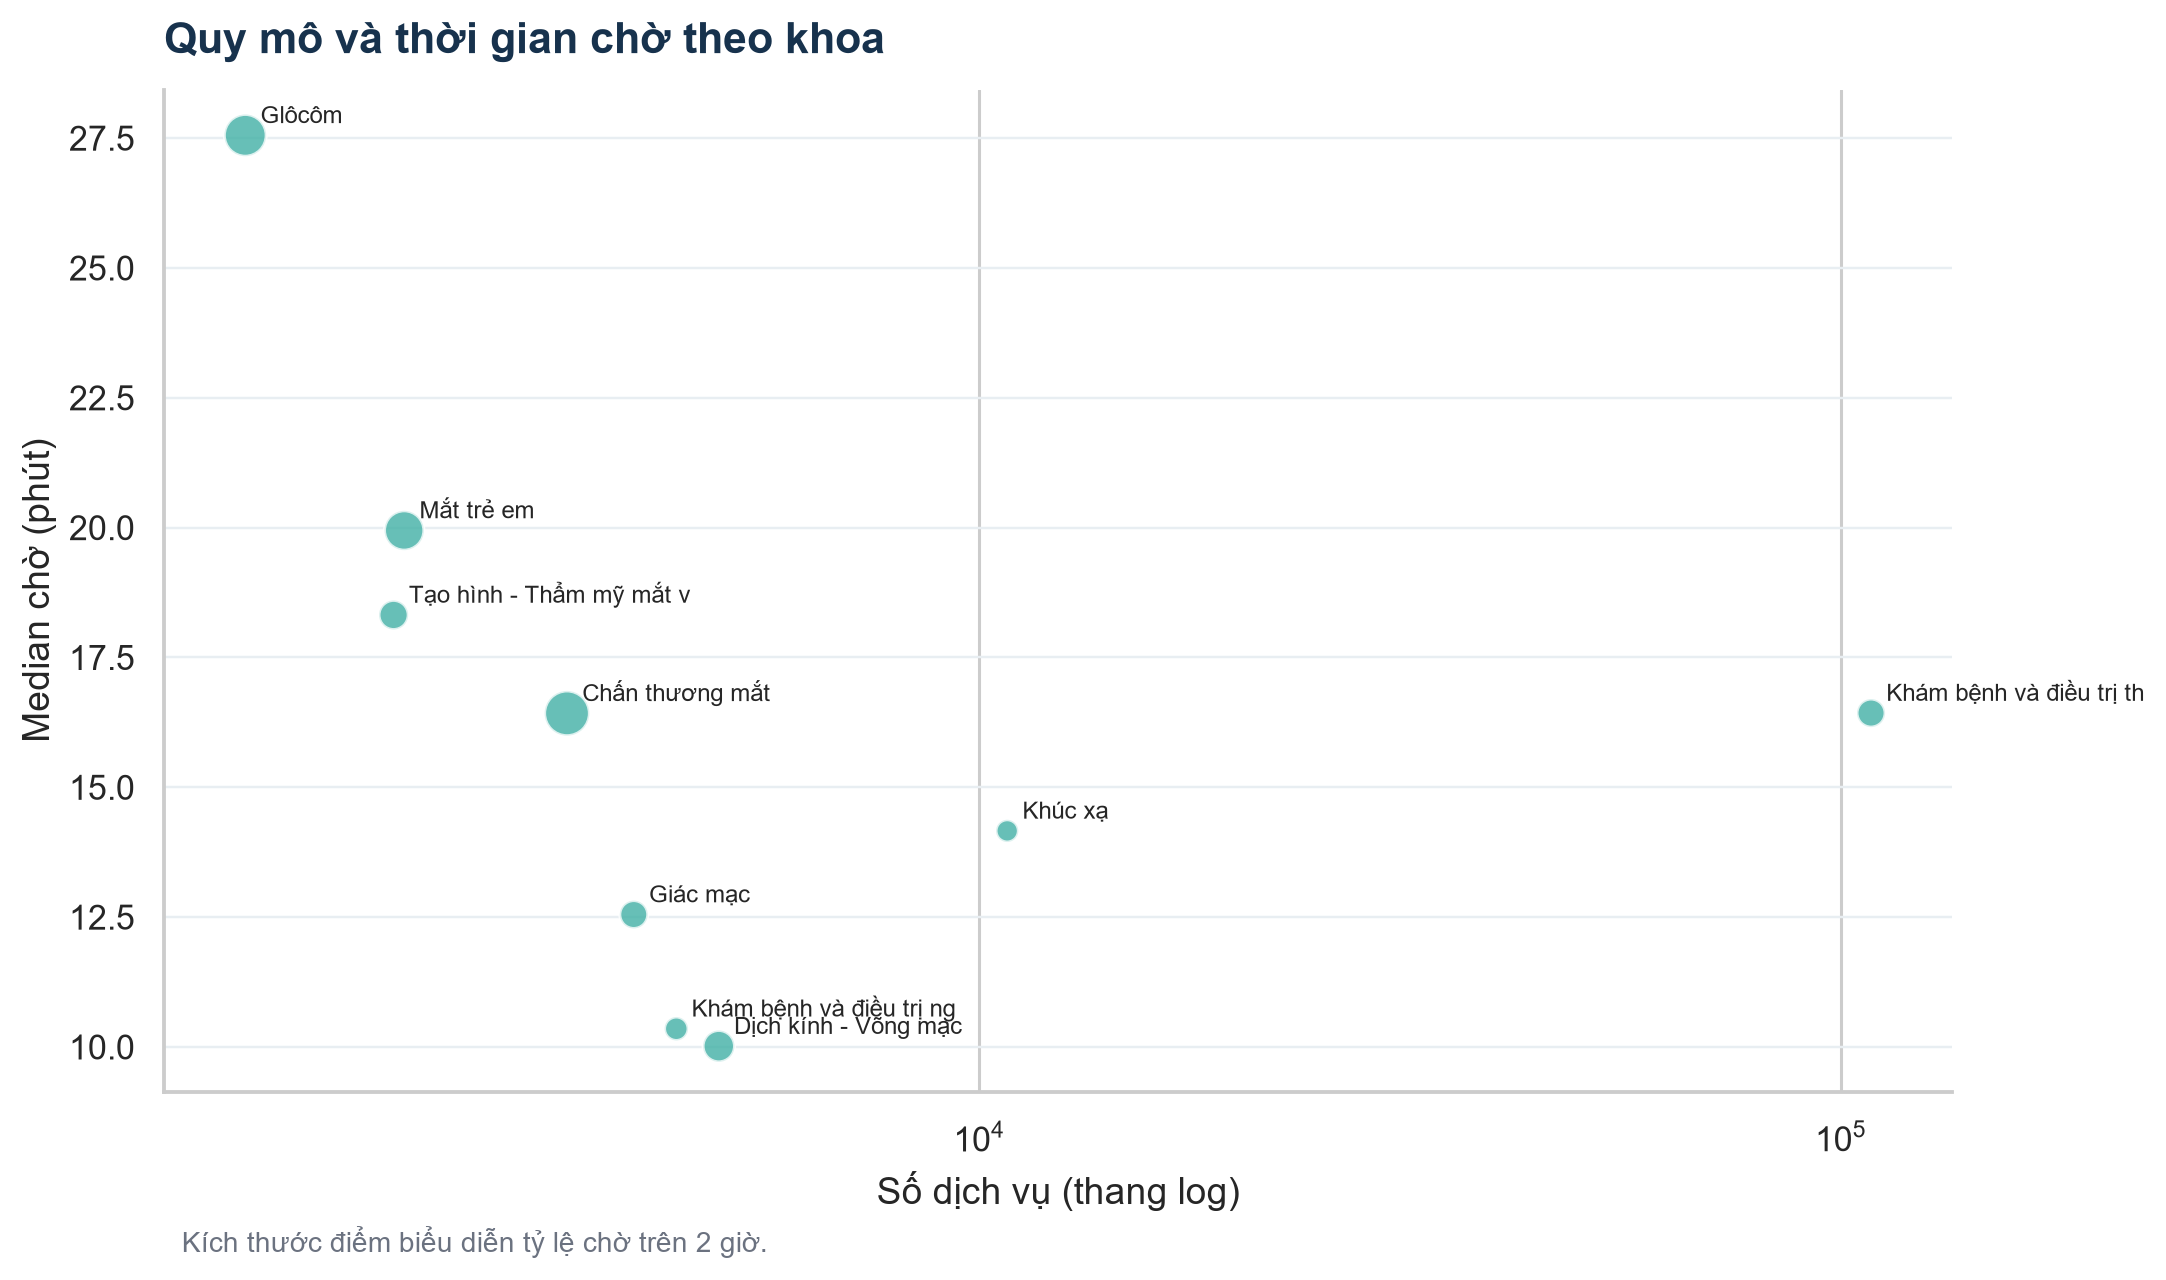 Quy mô và thời gian chờ theo khoa
Glôcôm
27.5
25.0
22.5
Median chờ (phút)
Mắt trẻ em
20.0
Tạo hình - Thẩm mỹ mắt v
17.5
Chấn thương mắt
Khám bệnh và điều trị th
15.0
Khúc xạ
Giác mạc
12.5
Khám bệnh và điều trị ng
Dịch kính - Võng mạc
10.0
10⁴
10⁵
Số dịch vụ (thang log)
Kích thước điểm biểu diễn tỷ lệ chờ trên 2 giờ.